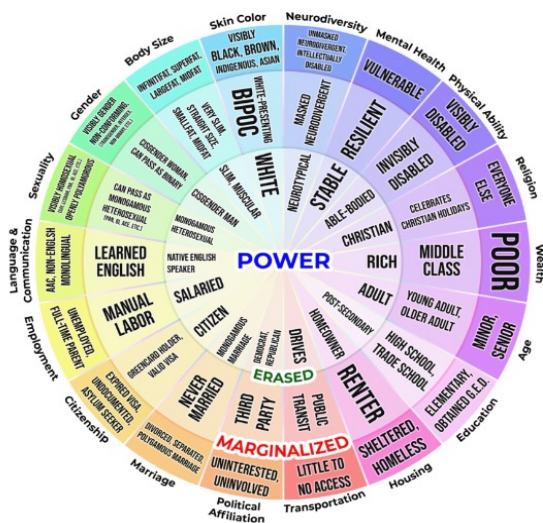 Skin Color
VISIBLY
BLACK, BROWN,
INDIGENOUS, ASIAN
WHITE-PRESENTING
BIPOC
WHITE
Neurodiversity
UNMASKED
NEURODIVERGENT,
INTELLECTUALLY
DISABLED
MASKED
NEURODIVERGENT
NEUROTYPICAL
Mental Health
VULNERABLE
RESILIENT
STABLE
Physical Ability
VISIBLY
DISABLED
INVISIBLY
DISABLED
ABLE-BODIED
Religion
EVERYONE
ELSE
CELEBRATES
CHRISTIAN HOLIDAYS
CHRISTIAN
Wealth
POOR
MIDDLE
CLASS
RICH
Age
MINOR,
SENIOR
YOUNG ADULT,
OLDER ADULT
ADULT
Education
ELEMENTARY,
OBTAINED G.E.D.
HIGH SCHOOL
TRADE SCHOOL
POST-SECONDARY
Housing
SHELTERED,
HOMELESS
RENTER
HOMEOWNER
Transportation
LITTLE TO
NO ACCESS
PUBLIC
TRANSIT
DRIVES
Political
Affiliation
UNINTERESTED,
UNINVOLVED
THIRD
PARTY
DEMOCRAT,
REPUBLICAN
Marriage
DIVORCED, SEPARATED,
POLYGAMOUS MARRIAGE
NEVER
MARRIED
MONOGAMOUS
MARRIAGE
Citizenship
EXPIRED VISA,
UNDOCUMENTED,
ASYLUM SEEKER
GREENCARD HOLDER,
VALID VISA
CITIZEN
Employment
UNEMPLOYED,
FULL-TIME PARENT
MANUAL
LABOR
SALARIED
Language &
Communication
AAC, NON-ENGLISH
MONOLINGUAL
LEARNED
ENGLISH
NATIVE ENGLISH
SPEAKER
Sexuality
VISIBLY HOMOSEXUAL
OPENLY POLYAMOROUS
CAN PASS AS
MONOGAMOUS
HETEROSEXUAL
MONOGAMOUS
HETEROSEXUAL
Gender
VISIBLY GENDER
NON-CONFORMING,
CISGENDER WOMAN,
CAN PASS AS BINARY
CISGENDER MAN
Body Size
INFINITFAT, SUPERFAT,
LARGEFAT, MIDFAT
VERY SLIM,
STRAIGHT SIZE,
SMALLFAT MIDFAT
SLIM, MUSCULAR
POWER
ERASED
MARGINALIZED